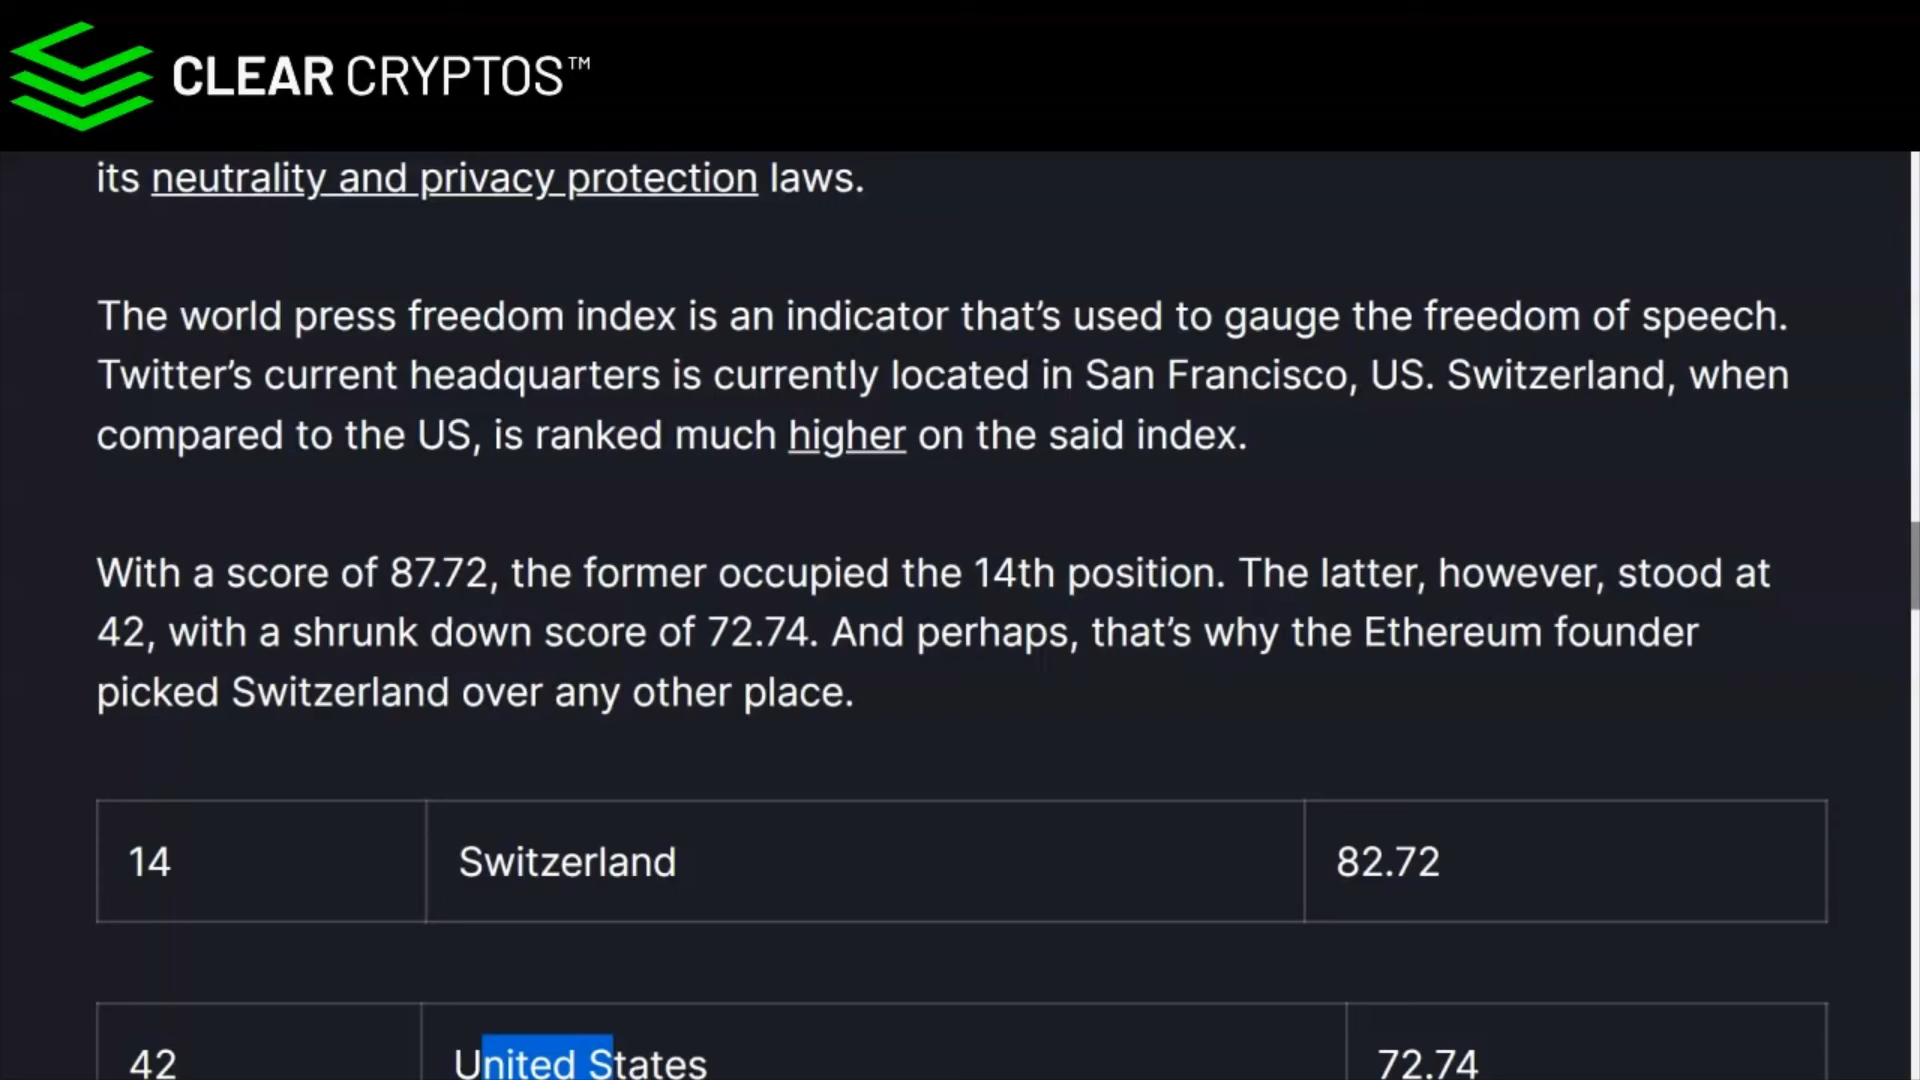 CLEAR CRYPTOS™
its neutrality and privacy protection laws.
The world press freedom index is an indicator that’s used to gauge the freedom of speech.
Twitter’s current headquarters is currently located in San Francisco, US. Switzerland, when
compared to the US, is ranked much higher on the said index.
With a score of 87.72, the former occupied the 14th position. The latter, however, stood at
42, with a shrunk down score of 72.74. And perhaps, that’s why the Ethereum founder
picked Switzerland over any other place.
14 Switzerland 82.72
42 United States 72.74